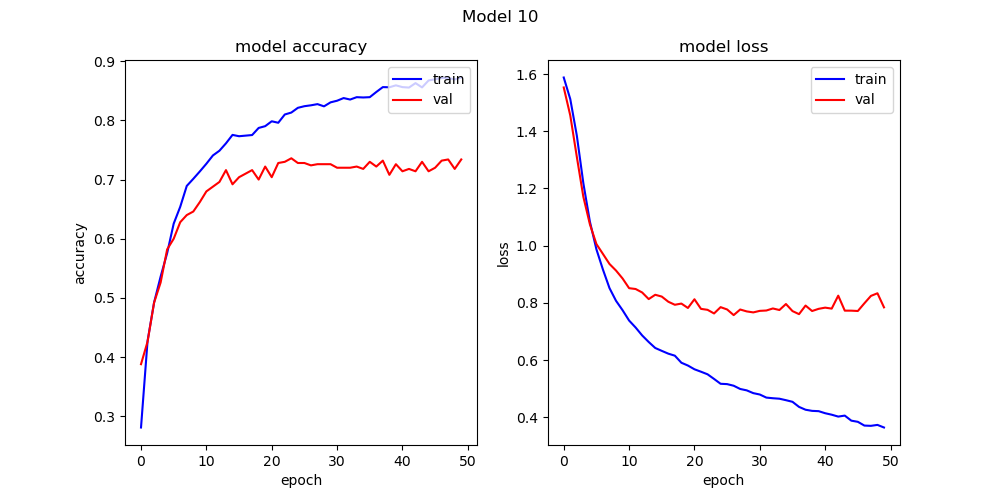 Model 10
model accuracy
train
val
0.9
0.8
0.7
0.6
0.5
0.4
0.3
accuracy
0 10 20 30 40 50
epoch
model loss
train
val
1.6
1.4
1.2
1.0
0.8
0.6
0.4
loss
0 10 20 30 40 50
epoch